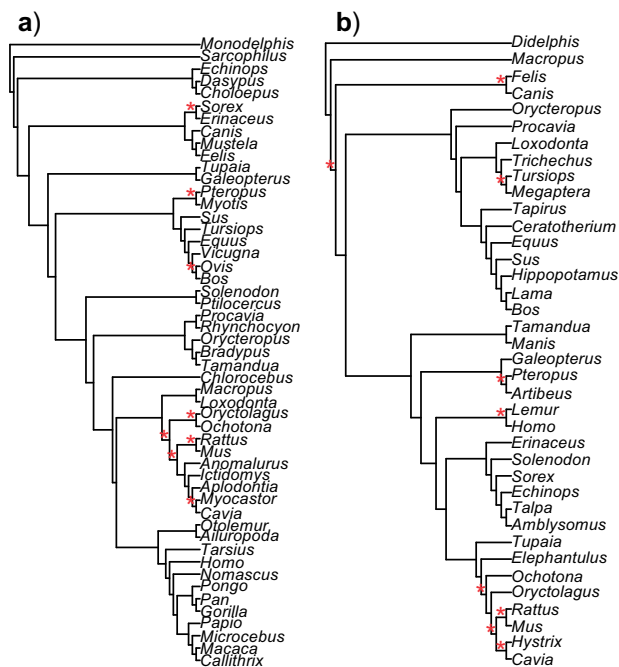 a)
Monodelphis
Sarcophilus
Echinops
Dasypus
Choloepus
Sorex
Erinaceus
Canis
Mustela
Felis
Tupaia
Galeopterus
Pteropus
Myotis
Sus
Tursiops
Equus
Vicugna
Ovis
Bos
Solenodon
Ptilocercus
Procavia
Rhynchocyon
Orycteropus
Bradypus
Tamandua
Chlorocebus
Macropus
Loxodonta
Oryctolagus
Ochotona
Rattus
Mus
Anomalurus
Ictidomys
Aplodontia
Myocastor
Cavia
Otolemur
Ailuropoda
Tarsius
Homo
Nomascus
Pongo
Pan
Gorilla
Papio
Microcebus
Macaca
Callithrix
b)
Didelphis
Macropus
Felis
Canis
Orycteropus
Procavia
Loxodonta
Trichechus
Tursiops
Megaptera
Tapirus
Ceratotherium
Equus
Sus
Hippopotamus
Lama
Bos
Tamandua
Manis
Galeopterus
Pteropus
Artibeus
Lemur
Homo
Erinaceus
Solenodon
Sorex
Echinops
Talpa
Amblysomus
Tupaia
Elephantulus
Ochotona
Oryctolagus
Rattus
Mus
Hystrix
Cavia